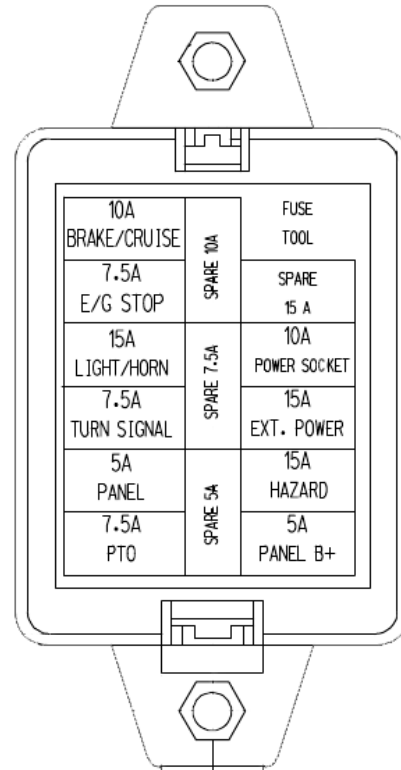 10A
BRAKE/CRUISE
7.5A
E/G STOP
15A
LIGHT/HORN
7.5A
TURN SIGNAL
5A
PANEL
7.5A
PTO
SPARE 10A
SPARE 7.5A
SPARE 5A
FUSE
TOOL
SPARE
15 A
10A
POWER SOCKET
15A
EXT. POWER
15A
HAZARD
5A
PANEL B+